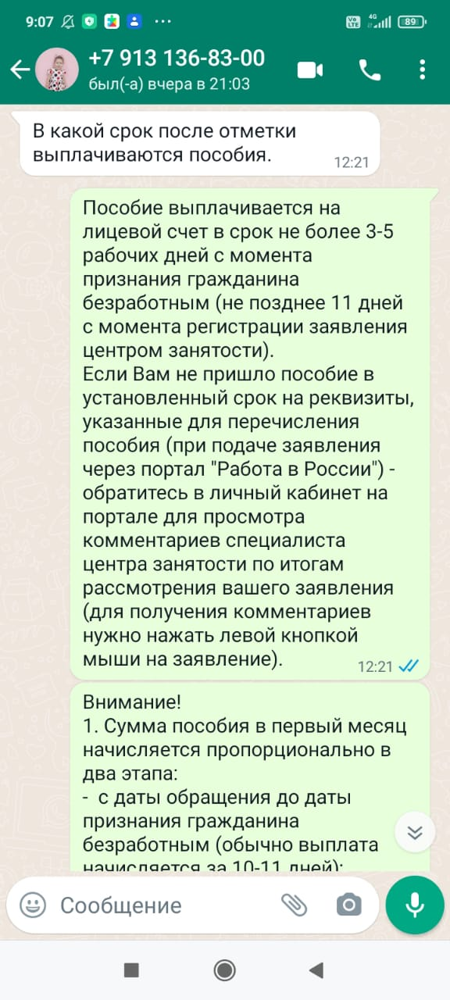 9:07
Vo LTE 4G 89
+7 913 136-83-00
был(-а) вчера в 21:03
В какой срок после отметки
выплачиваются пособия.
12:21
Пособие выплачивается на
лицевой счет в срок не более 3-5
рабочих дней с момента
признания гражданина
безработным (не позднее 11 дней
с момента регистрации заявления
центром занятости).
Если Вам не пришло пособие в
установленный срок на реквизиты,
указанные для перечисления
пособия (при подаче заявления
через портал "Работа в России") -
обратитесь в личный кабинет на
портале для просмотра
комментариев специалиста
центра занятости по итогам
рассмотрения вашего заявления
(для получения комментариев
нужно нажать левой кнопкой
мыши на заявление).
12:21
Внимание!
1. Сумма пособия в первый месяц
начисляется пропорционально в
два этапа:
- с даты обращения до даты
признания гражданина
безработным (обычно выплата
начисляется за 10-11 дней);
Сообщение